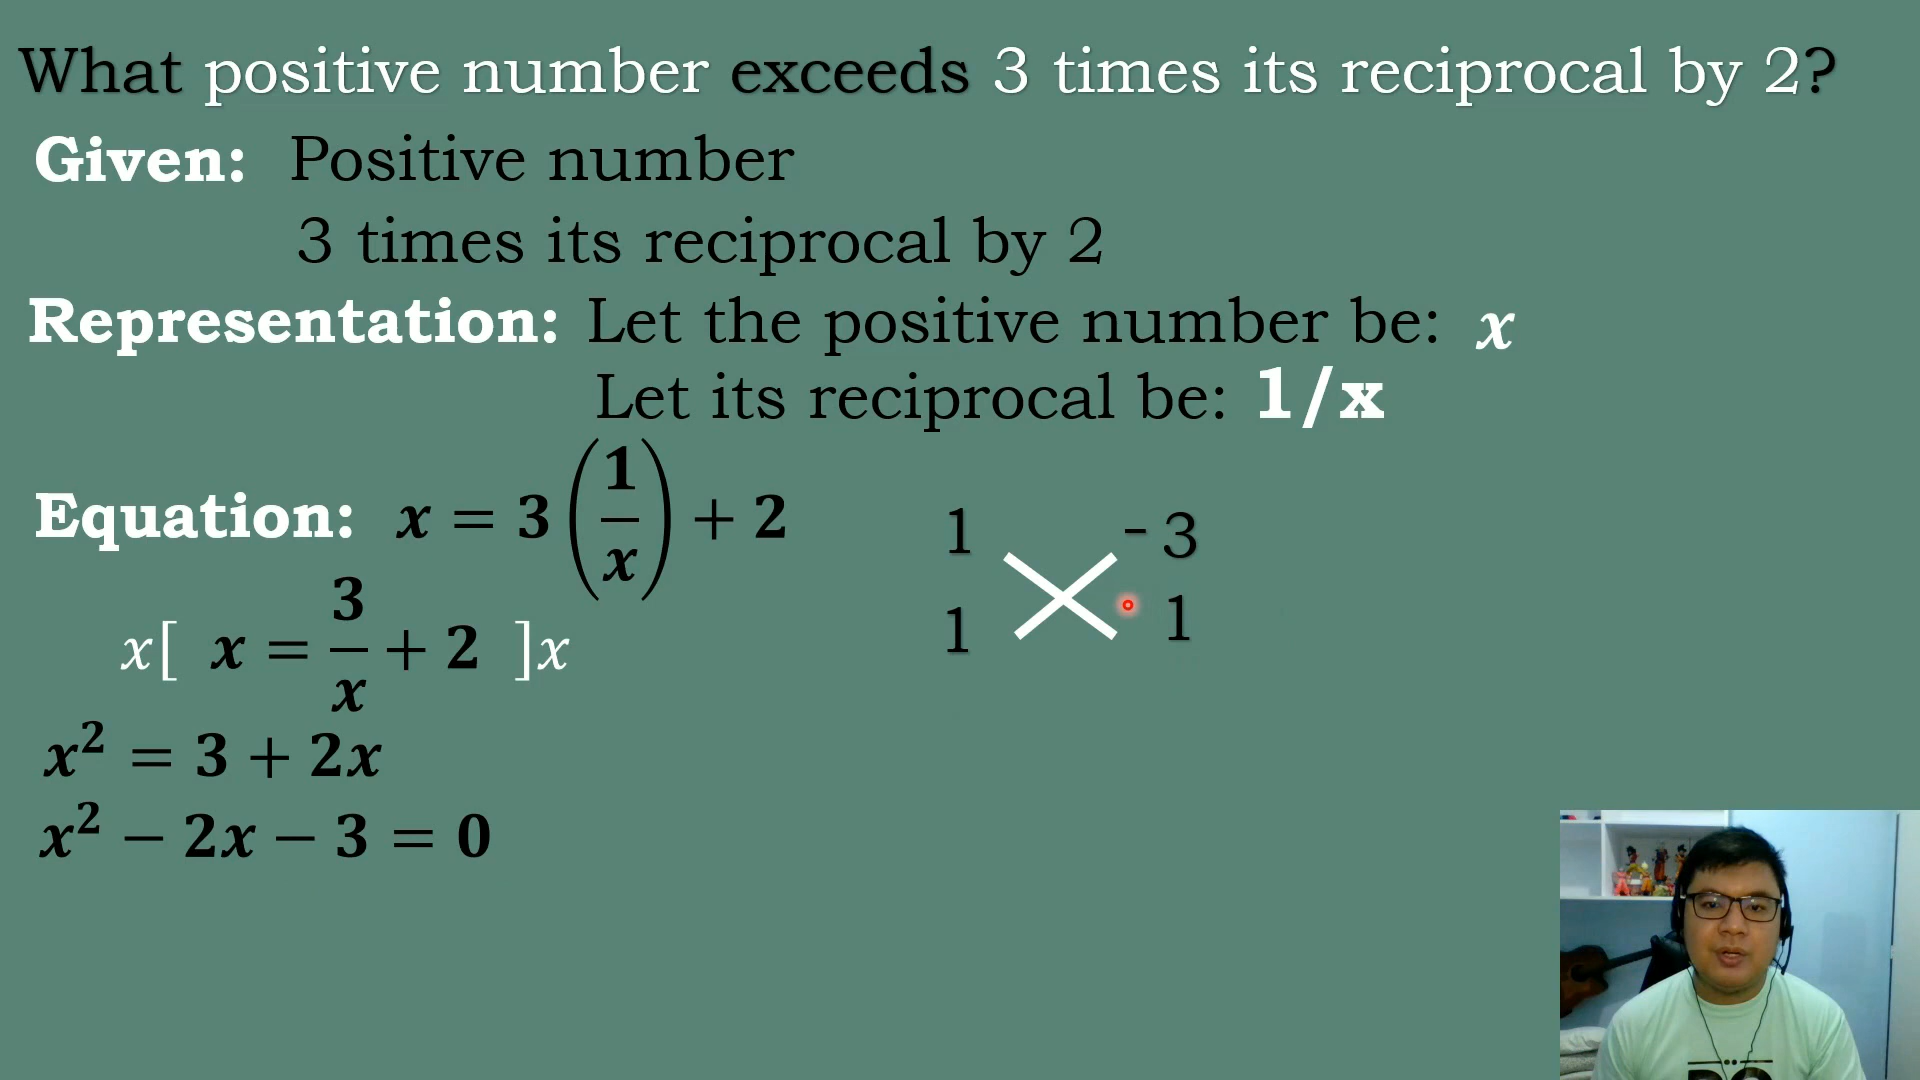 What positive number exceeds 3 times its reciprocal by 2?
Given: Positive number
3 times its reciprocal by 2
Representation: Let the positive number be: x
Let its reciprocal be: 1/x
Equation: x = 3(1/x) + 2
x[ x = 3/x + 2 ]x
x² = 3 + 2x
x² − 2x − 3 = 0
1 -3
1 1